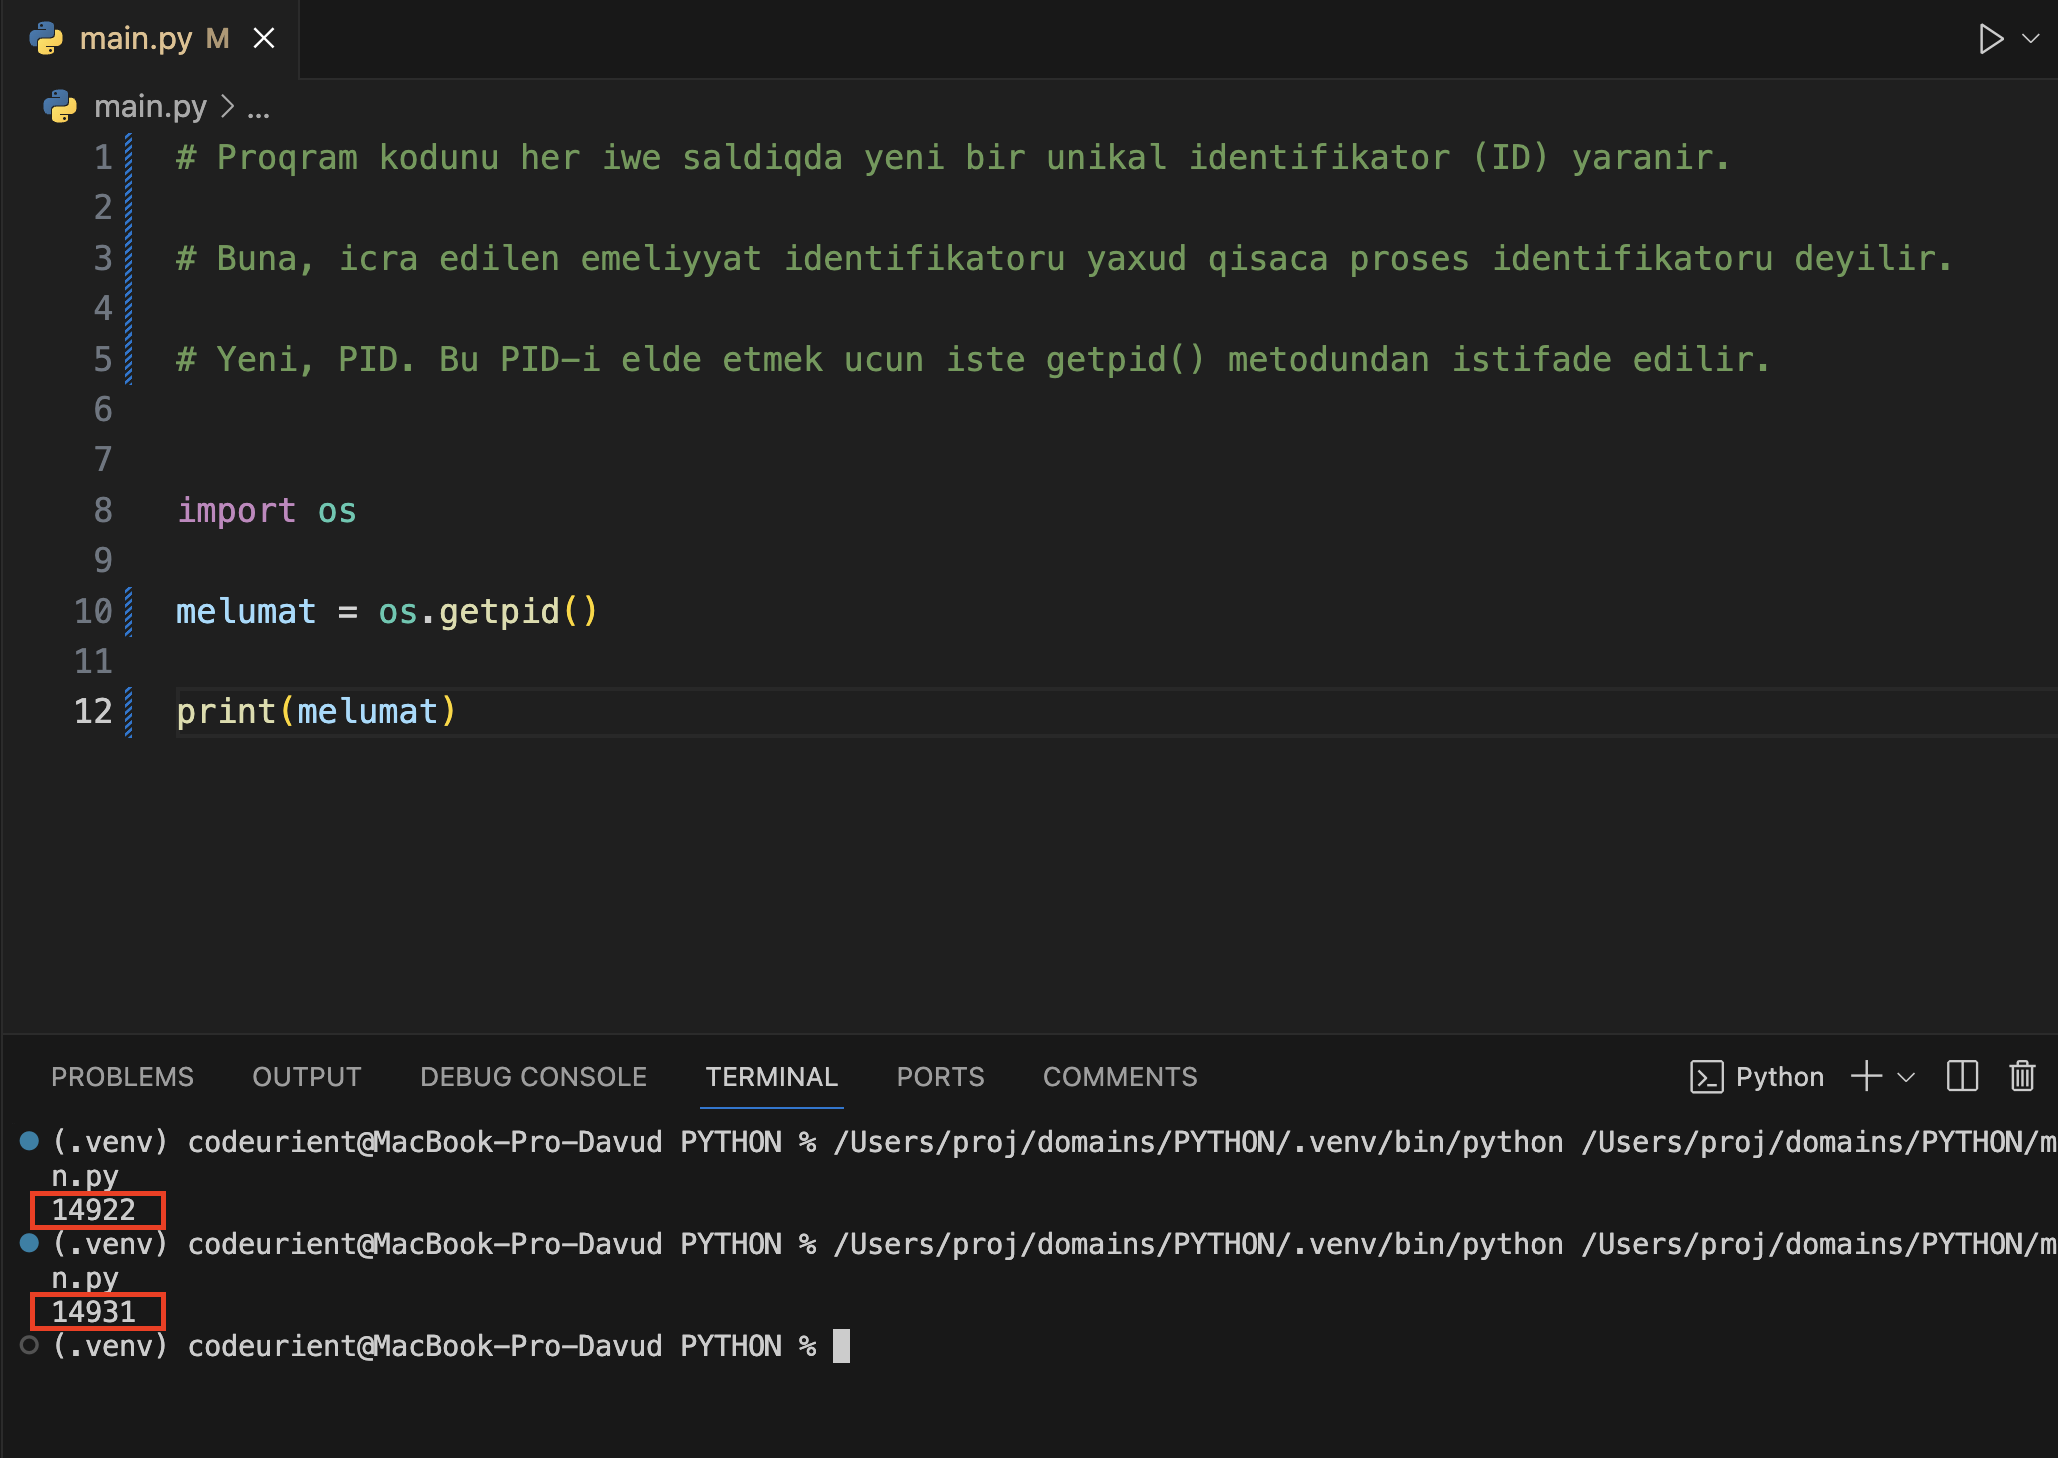 main.py M
main.py > ...
1 # Proqram kodunu her iwe saldiqda yeni bir unikal identifikator (ID) yaranir.
2
3 # Buna, icra edilen emeliyyat identifikatoru yaxud qisaca proses identifikatoru deyilir.
4
5 # Yeni, PID. Bu PID-i elde etmek ucun iste getpid() metodundan istifade edilir.
6
7
8 import os
9
10 melumat = os.getpid()
11
12 print(melumat)
PROBLEMS OUTPUT DEBUG CONSOLE TERMINAL PORTS COMMENTS Python
(.venv) codeurient@MacBook-Pro-Davud PYTHON % /Users/proj/domains/PYTHON/.venv/bin/python /Users/proj/domains/PYTHON/m
n.py
14922
(.venv) codeurient@MacBook-Pro-Davud PYTHON % /Users/proj/domains/PYTHON/.venv/bin/python /Users/proj/domains/PYTHON/m
n.py
14931
(.venv) codeurient@MacBook-Pro-Davud PYTHON %